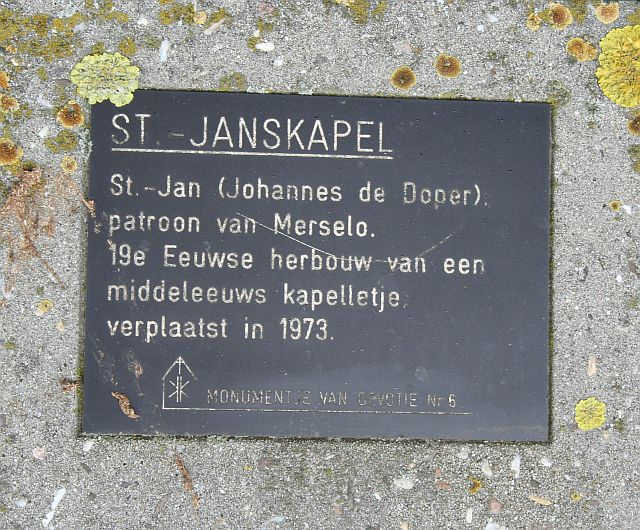 ST.-JANSKAPEL
St.-Jan (Johannes de Doper).
patroon van Merselo.
19e Eeuwse herbouw van een
middeleeuws kapelletje.
verplaatst in 1973.
MONUMENTJE VAN DEVOTIE Nr 6